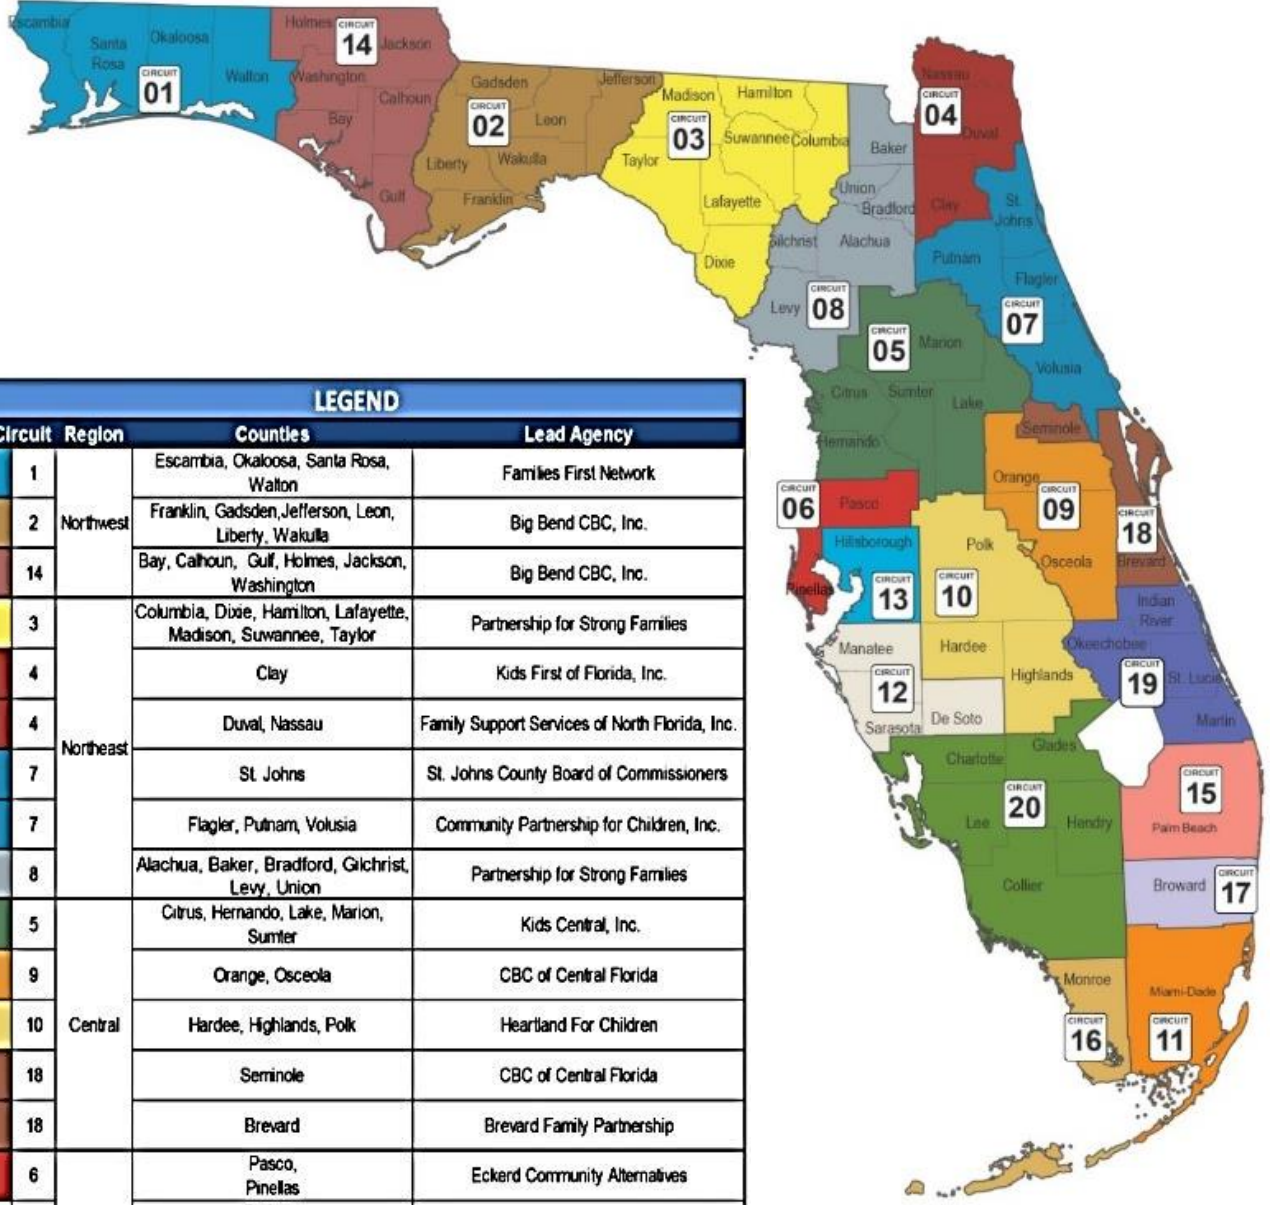 Escambia
Santa
Rosa
Okaloosa
Walton
CIRCUIT
01
Holmes
CIRCUIT
14
Jackson
Washington
Calhoun
Bay
Gulf
Gadsden
Jefferson
CIRCUIT
02
Leon
Liberty
Wakulla
Franklin
Madison
Hamilton
CIRCUIT
03
Suwannee
Columbia
Taylor
Lafayette
Dixie
Nassau
CIRCUIT
04
Duval
Clay
Baker
Union
Bradford
Gilchrist
Alachua
Levy
CIRCUIT
08
St.
Johns
Putnam
Flagler
CIRCUIT
07
Volusia
CIRCUIT
05
Marion
Citrus
Sumter
Lake
Hernando
Seminole
Orange
CIRCUIT
09
Osceola
CIRCUIT
18
Brevard
CIRCUIT
06
Pasco
Pinellas
Hillsborough
CIRCUIT
13
Polk
CIRCUIT
10
Hardee
Highlands
Manatee
CIRCUIT
12
Sarasota
De Soto
Indian
River
Okeechobee
CIRCUIT
19
St. Lucie
Martin
Charlotte
Glades
CIRCUIT
20
Lee
Hendry
Collier
CIRCUIT
15
Palm Beach
Broward
CIRCUIT
17
Monroe
CIRCUIT
16
Miami-Dade
CIRCUIT
11
LEGEND
Circuit Region Counties Lead Agency
1 Escambia, Okaloosa, Santa Rosa,
Walton Families First Network
2 Northwest Franklin, Gadsden,Jefferson, Leon,
Liberty, Wakulla Big Bend CBC, Inc.
14 Bay, Calhoun, Gulf, Holmes, Jackson,
Washington Big Bend CBC, Inc.
3 Columbia, Dixie, Hamilton, Lafayette,
Madison, Suwannee, Taylor Partnership for Strong Families
4 Clay Kids First of Florida, Inc.
4 Duval, Nassau Family Support Services of North Florida, Inc.
Northeast
7 St. Johns St. Johns County Board of Commissioners
7 Flagler, Putnam, Volusia Community Partnership for Children, Inc.
8 Alachua, Baker, Bradford, Gilchrist,
Levy, Union Partnership for Strong Families
5 Citrus, Hernando, Lake, Marion,
Sumter Kids Central, Inc.
9 Orange, Osceola CBC of Central Florida
10 Central Hardee, Highlands, Polk Heartland For Children
18 Seminole CBC of Central Florida
18 Brevard Brevard Family Partnership
6 Pasco,
Pinellas Eckerd Community Alternatives